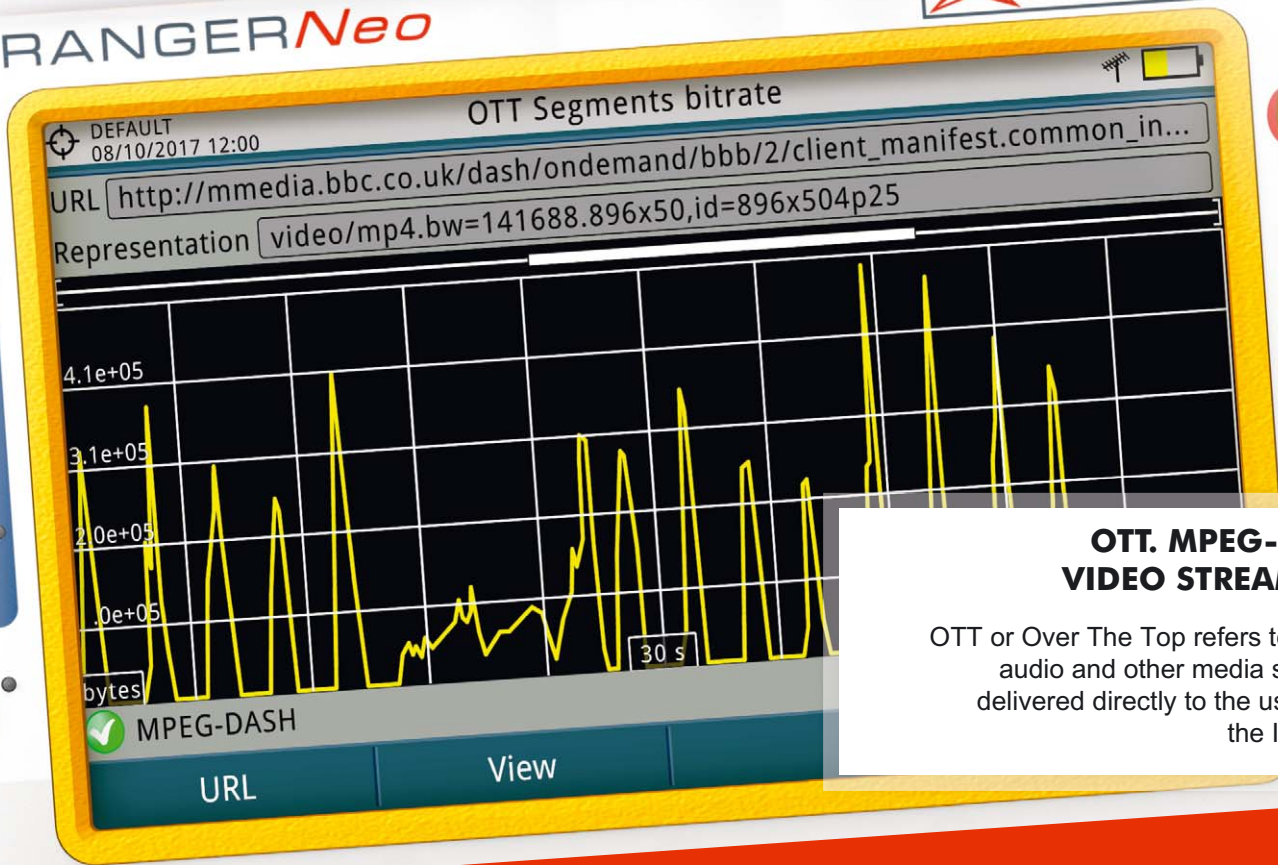 RANGERNeo
DEFAULT
08/10/2017 12:00
OTT Segments bitrate
URL http://mmedia.bbc.co.uk/dash/ondemand/bbb/2/client_manifest.common_in...
Representation video/mp4.bw=141688.896x50,id=896x504p25
4.1e+05
3.1e+05
2.0e+05
.0e+05
bytes
30 s
MPEG-DASH
URL View
OTT. MPEG-
VIDEO STREA
OTT or Over The Top refers t
audio and other media s
delivered directly to the us
the I